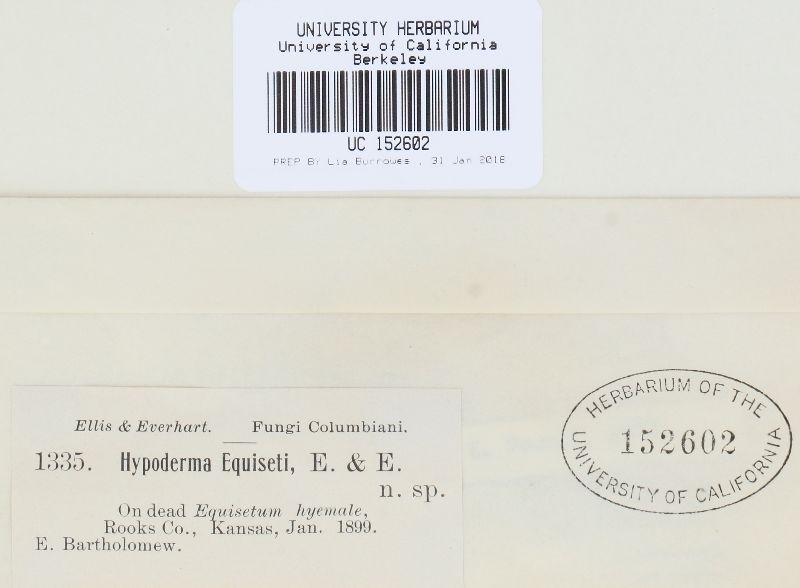 UNIVERSITY HERBARIUM
University of California
Berkeley
UC 152602
PREP By Lia Burrowes , 31 Jan 2018
Ellis & Everhart. Fungi Columbiani.
1335. Hypoderma Equiseti, E. & E.
n. sp.
On dead Equisetum hyemale,
Rooks Co., Kansas, Jan. 1899.
E. Bartholomew.
HERBARIUM OF THE
152602
UNIVERSITY OF CALIFORNIA